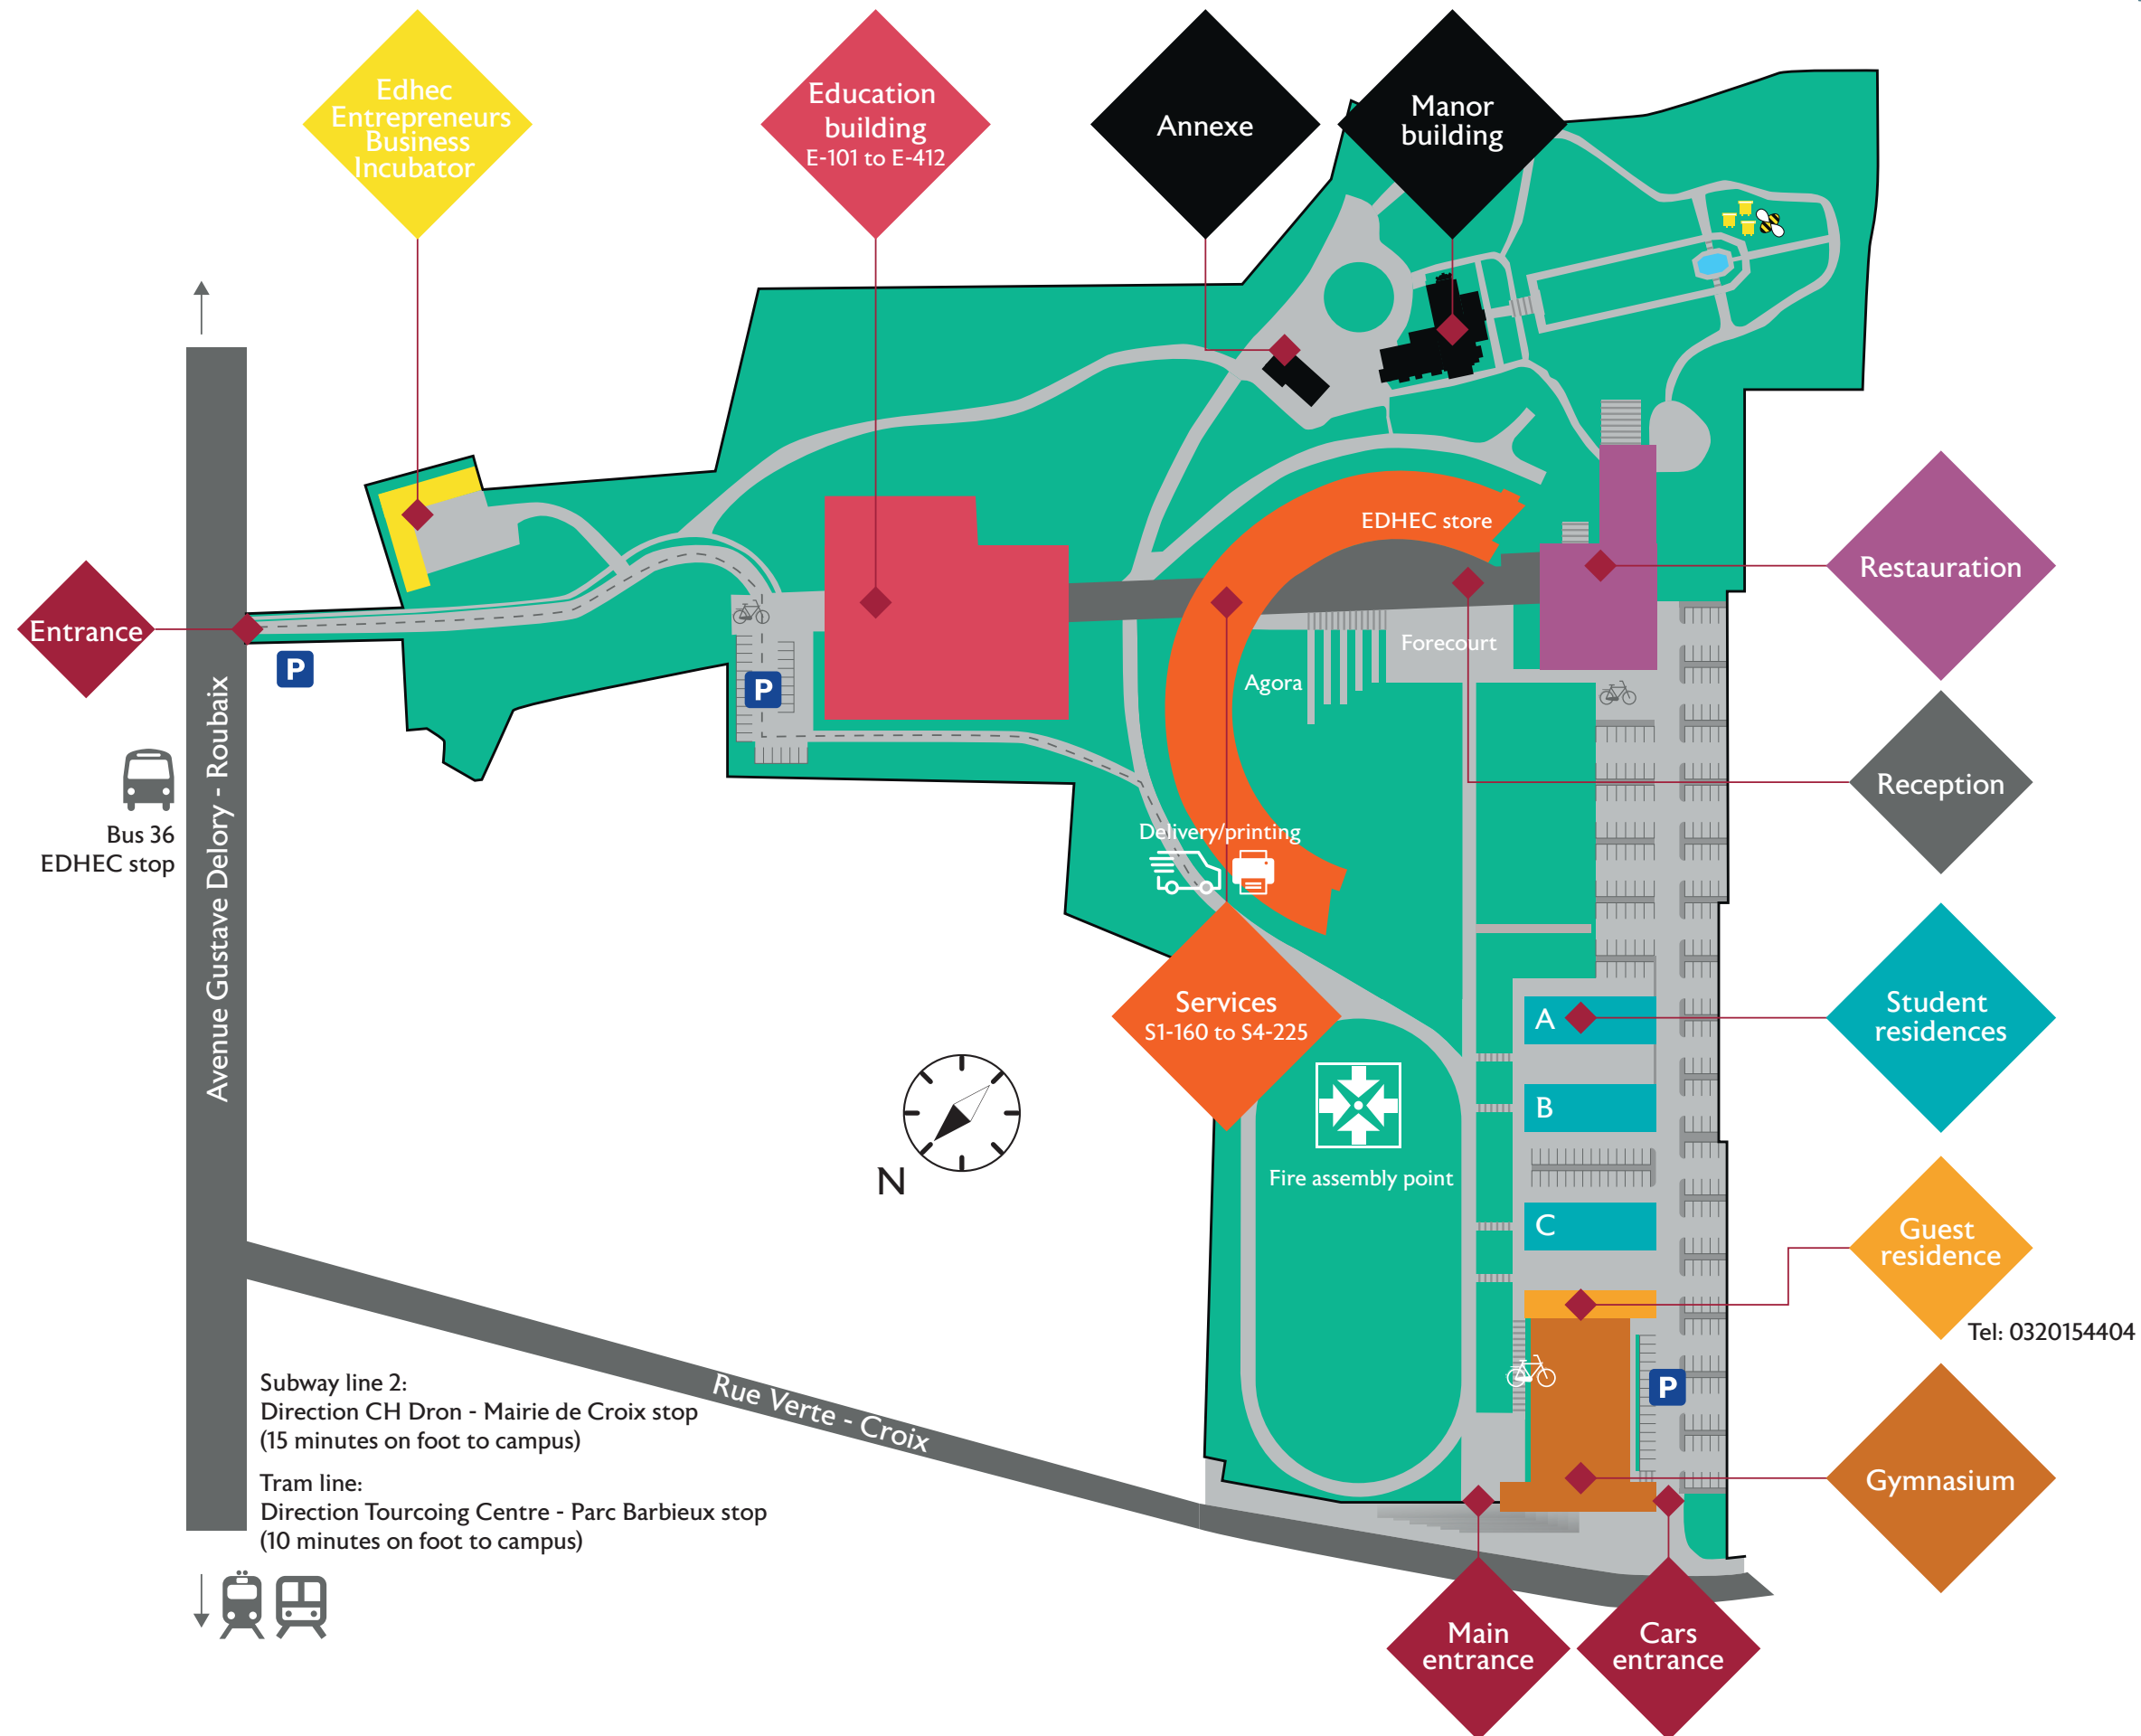 Edhec
Entrepreneurs
Business
Incubator
Education
building
E-101 to E-412
Annexe
Manor
building
EDHEC store
Restauration
Entrance
P
P
Forecourt
Agora
Reception
Avenue Gustave Delory - Roubaix
Bus 36
EDHEC stop
Delivery/printing
Services
S1-160 to S4-225
A
Student
residences
B
N
Fire assembly point
C
Guest
residence
Tel: 0320154404
P
Subway line 2:
Direction CH Dron - Mairie de Croix stop
(15 minutes on foot to campus)
Tram line:
Direction Tourcoing Centre - Parc Barbieux stop
(10 minutes on foot to campus)
Rue Verte - Croix
Gymnasium
Main
entrance
Cars
entrance